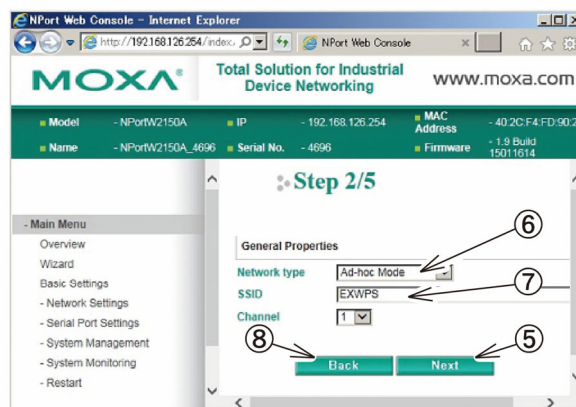 NPort Web Console - Internet Explorer
http://192.168.126.254/index. NPort Web Console
MOXA Total Solution for Industrial Device Networking www.moxa.com
Model - NPortW2150A IP - 192.168.126.254 MAC Address - 40:2C:F4:FD:90:2
Name - NPortW2150A_4696 Serial No. - 4696 Firmware - 1.9 Build 15011614
Step 2/5
- Main Menu
Overview
Wizard
Basic Settings
- Network Settings
- Serial Port Settings
- System Management
- System Monitoring
- Restart
General Properties
⑥
Network type Ad-hoc Mode
⑦
SSID EXWPS
Channel 1
⑧ ⑤
Back Next